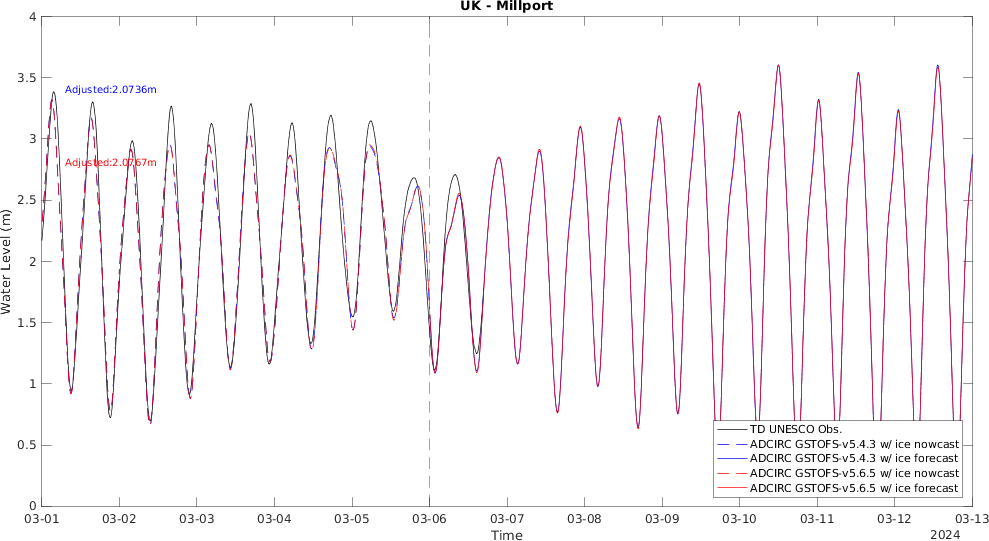 UK - Millport
4
3.5
3
2.5
2
1.5
1
0.5
0
Water Level (m)
Adjusted:2.0736m
Adjusted:2.0767m
TD UNESCO Obs.
ADCIRC GSTOFS-v5.4.3 w/ ice nowcast
ADCIRC GSTOFS-v5.4.3 w/ ice forecast
ADCIRC GSTOFS-v5.6.5 w/ ice nowcast
ADCIRC GSTOFS-v5.6.5 w/ ice forecast
03-01 03-02 03-03 03-04 03-05 03-06 03-07 03-08 03-09 03-10 03-11 03-12 03-13
Time
2024